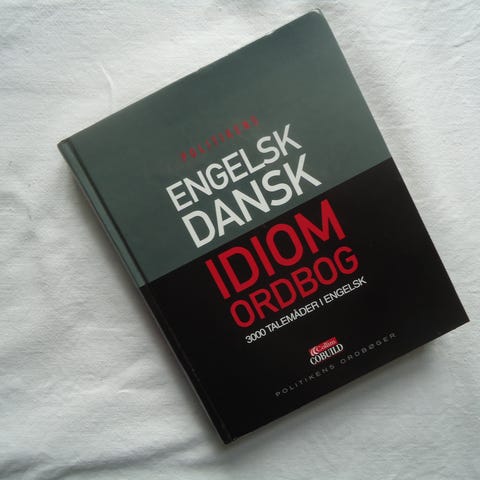 POLITIKENS
ENGELSK
DANSK
IDIOM
ORDBOG
3000 TALEMÅDER I ENGELSK
Collins
COBUILD
POLITIKENS ORDBØGER